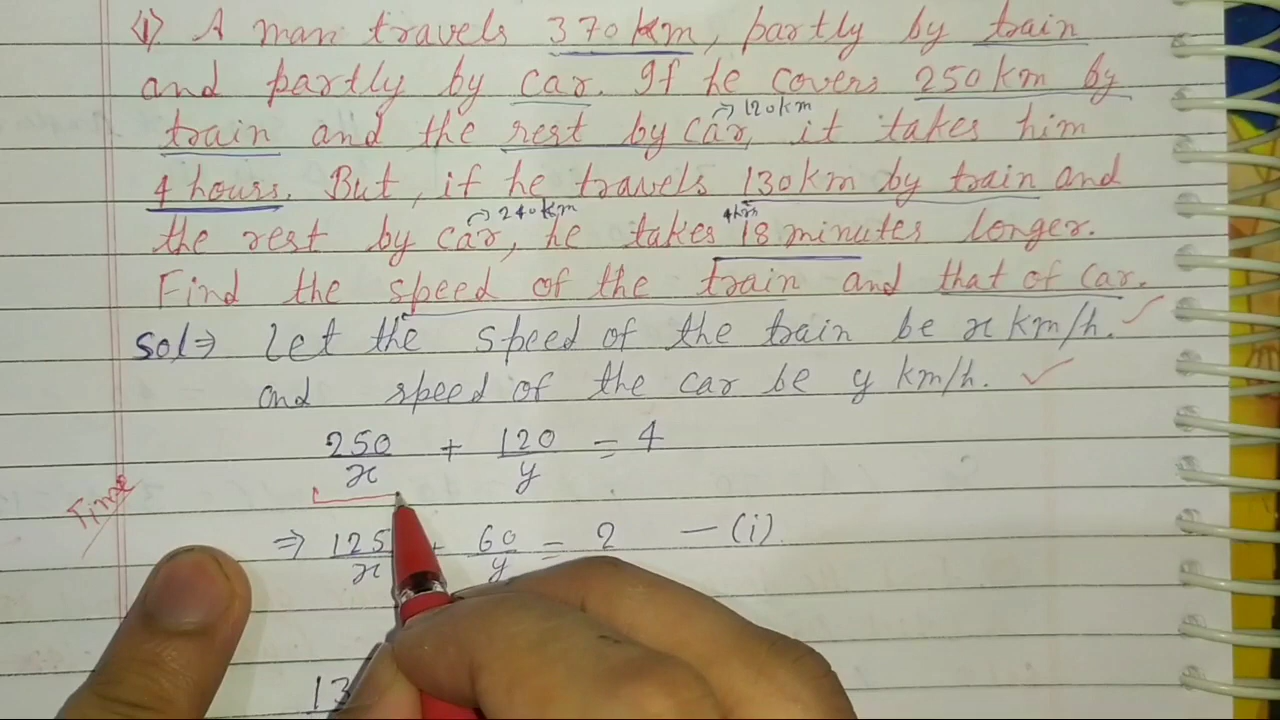 1) A man travels 370 km, partly by train
and partly by car. If he covers 250 km by
→ 120 km
train and the rest by car, it takes him
4 hours. But, if he travels 130 km by train and
→ 240 km 4hrs
the rest by car, he takes 18 minutes longer.
Find the speed of the train and that of car.
Sol⇒ Let the speed of the train be x km/h.
and speed of the car be y km/h.
250/x + 120/y = 4
Time
⇒ 125/x + 60/y = 2 — (i)
13